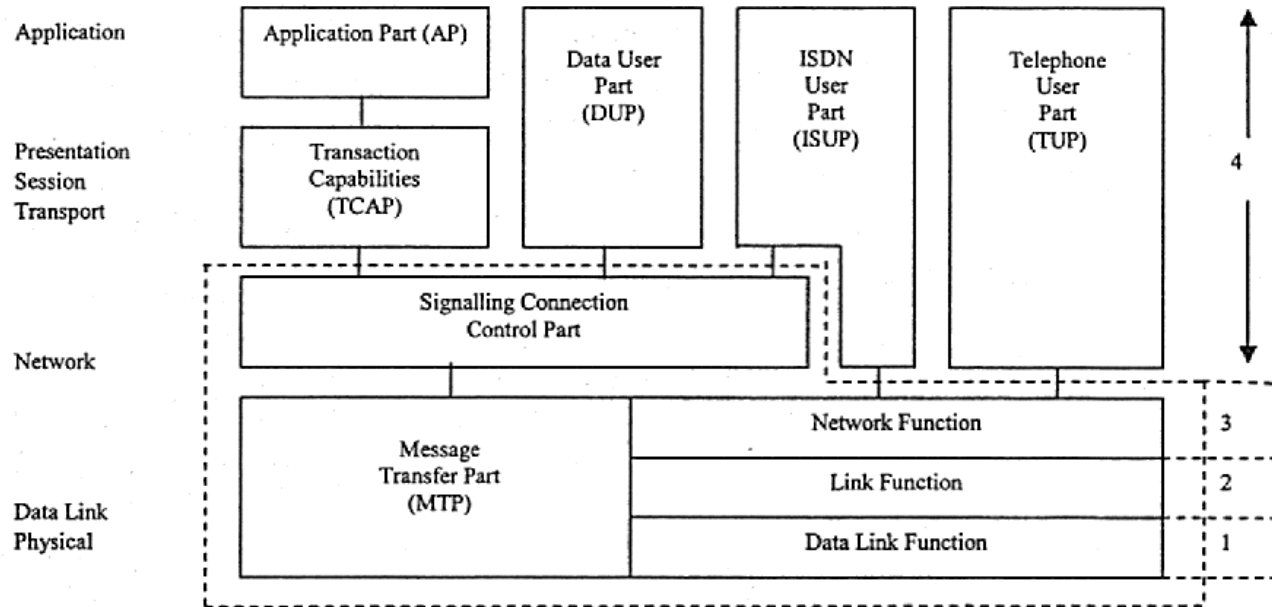 Application
Application Part (AP)
Data User
Part
(DUP)
ISDN
User
Part
(ISUP)
Telephone
User
Part
(TUP)
Presentation
Session
Transport
Transaction
Capabilities
(TCAP)
4
Signalling Connection
Control Part
Network
Message
Transfer Part
(MTP)
Network Function
3
Link Function
2
Data Link
Physical
Data Link Function
1